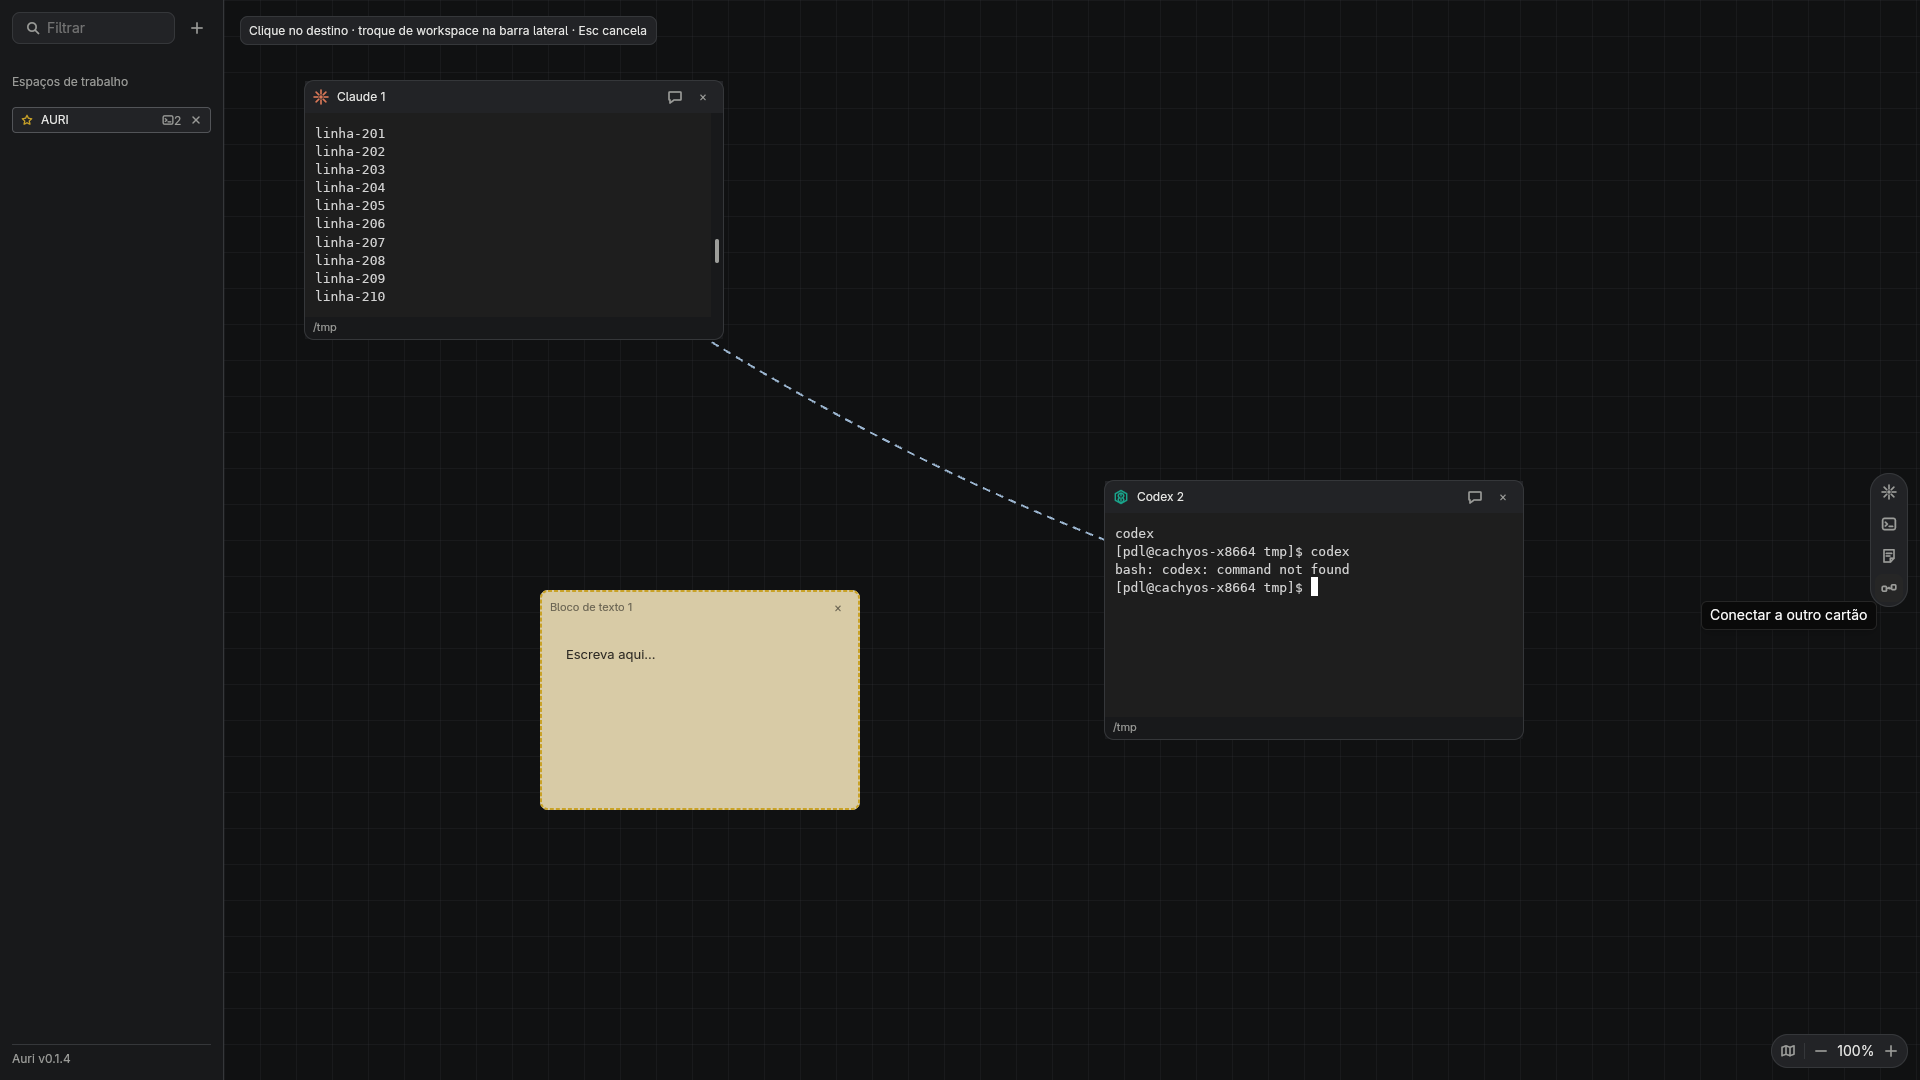 Filtrar
Clique no destino · troque de workspace na barra lateral · Esc cancela
Espaços de trabalho
AURI
2
Claude 1
linha-201
linha-202
linha-203
linha-204
linha-205
linha-206
linha-207
linha-208
linha-209
linha-210
/tmp
Codex 2
codex
[pdl@cachyos-x8664 tmp]$ codex
bash: codex: command not found
[pdl@cachyos-x8664 tmp]$
/tmp
Bloco de texto 1
Escreva aqui...
Conectar a outro cartão
Auri v0.1.4
100%